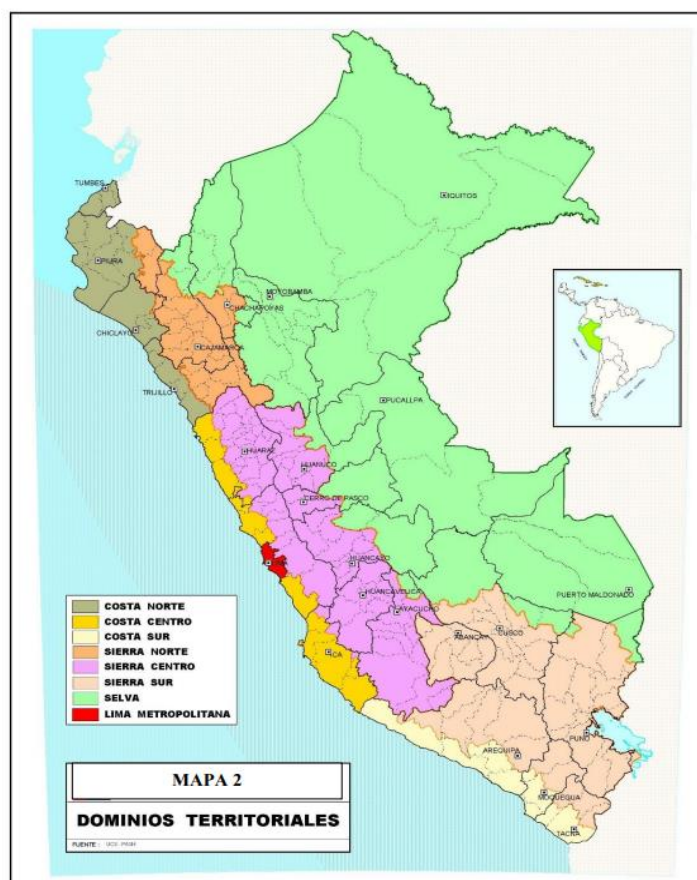 TUMBES
IQUITOS
PIURA
MOYOBAMBA
CHACHAPOYAS
CHICLAYO
CAJAMARCA
TRIJILLO
PUCALLPA
HUARAZ
HUANUCO
CERRO DE PASCO
HUANCAYO
HUANCAVELICA
PUERTO MALDONADO
AYACUCHO
ABANCAY
CUSCO
ICA
PUNO
AREQUIPA
MOQUEGUA
TACNA
COSTA NORTE
COSTA CENTRO
COSTA SUR
SIERRA NORTE
SIERRA CENTRO
SIERRA SUR
SELVA
LIMA METROPOLITANA
MAPA 2
DOMINIOS TERRITORIALES
FUENTE :